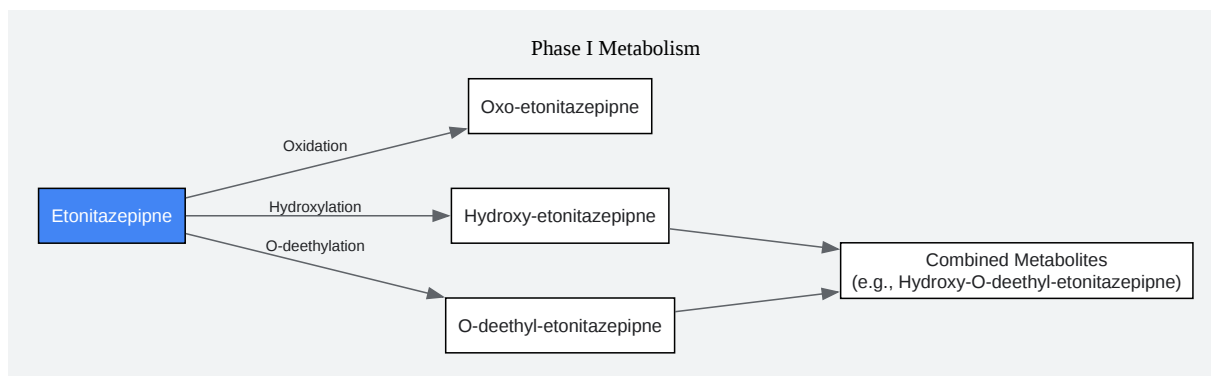 Phase I Metabolism
Oxo-etonitazepipne
Oxidation
Etonitazepipne
Hydroxylation
Hydroxy-etonitazepipne
O-deethylation
Combined Metabolites
(e.g., Hydroxy-O-deethyl-etonitazepipne)
O-deethyl-etonitazepipne